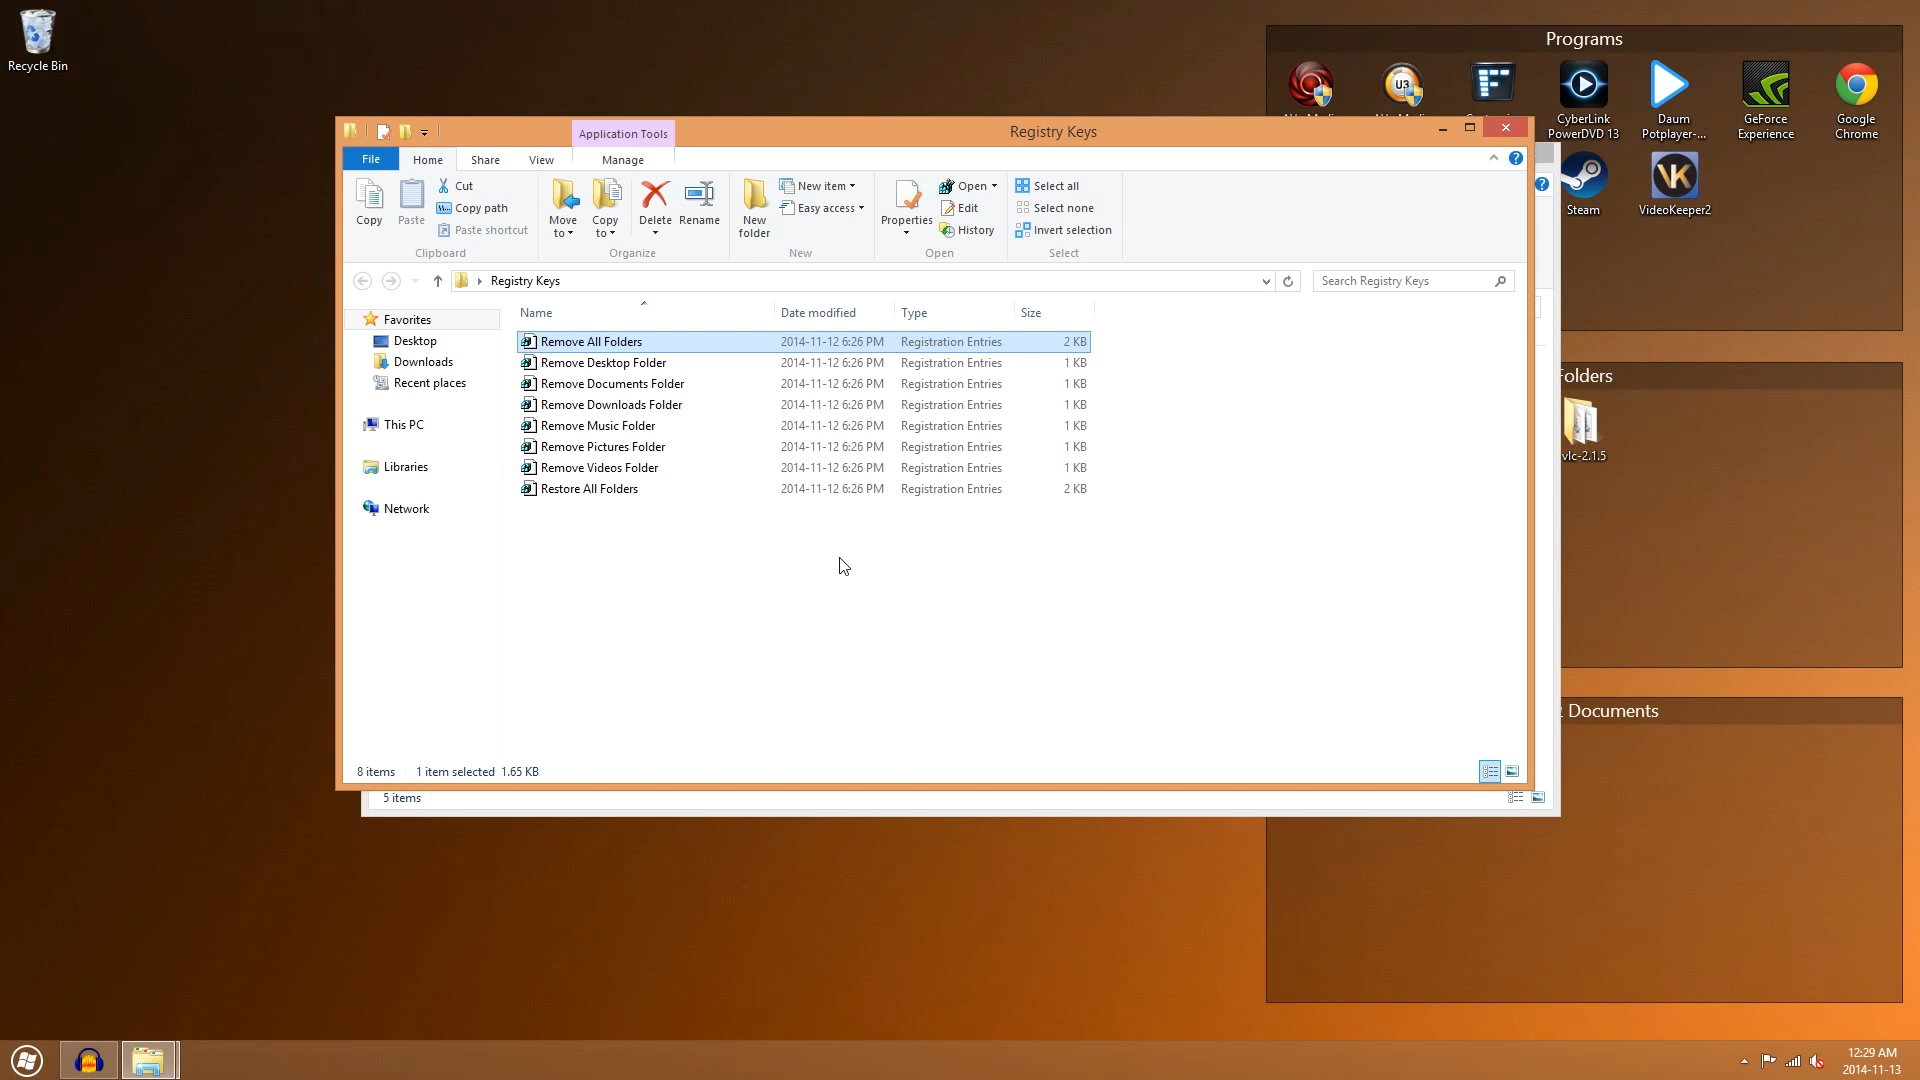 Recycle Bin
Programs
CyberLink PowerDVD 13
Daum Potplayer-...
GeForce Experience
Google Chrome
Steam
VideoKeeper2
Application Tools
Registry Keys
File
Home
Share
View
Manage
Copy
Paste
Cut
Copy path
Paste shortcut
Clipboard
Move to
Copy to
Delete
Rename
Organize
New folder
New item
Easy access
New
Properties
Open
Edit
History
Open
Select all
Select none
Invert selection
Select
Registry Keys
Search Registry Keys
Favorites
Desktop
Downloads
Recent places
This PC
Libraries
Network
Name Date modified Type Size
Remove All Folders 2014-11-12 6:26 PM Registration Entries 2 KB
Remove Desktop Folder 2014-11-12 6:26 PM Registration Entries 1 KB
Remove Documents Folder 2014-11-12 6:26 PM Registration Entries 1 KB
Remove Downloads Folder 2014-11-12 6:26 PM Registration Entries 1 KB
Remove Music Folder 2014-11-12 6:26 PM Registration Entries 1 KB
Remove Pictures Folder 2014-11-12 6:26 PM Registration Entries 1 KB
Remove Videos Folder 2014-11-12 6:26 PM Registration Entries 1 KB
Restore All Folders 2014-11-12 6:26 PM Registration Entries 2 KB
8 items 1 item selected 1.65 KB
5 items
Folders
vlc-2.1.5
Documents
12:29 AM
2014-11-13